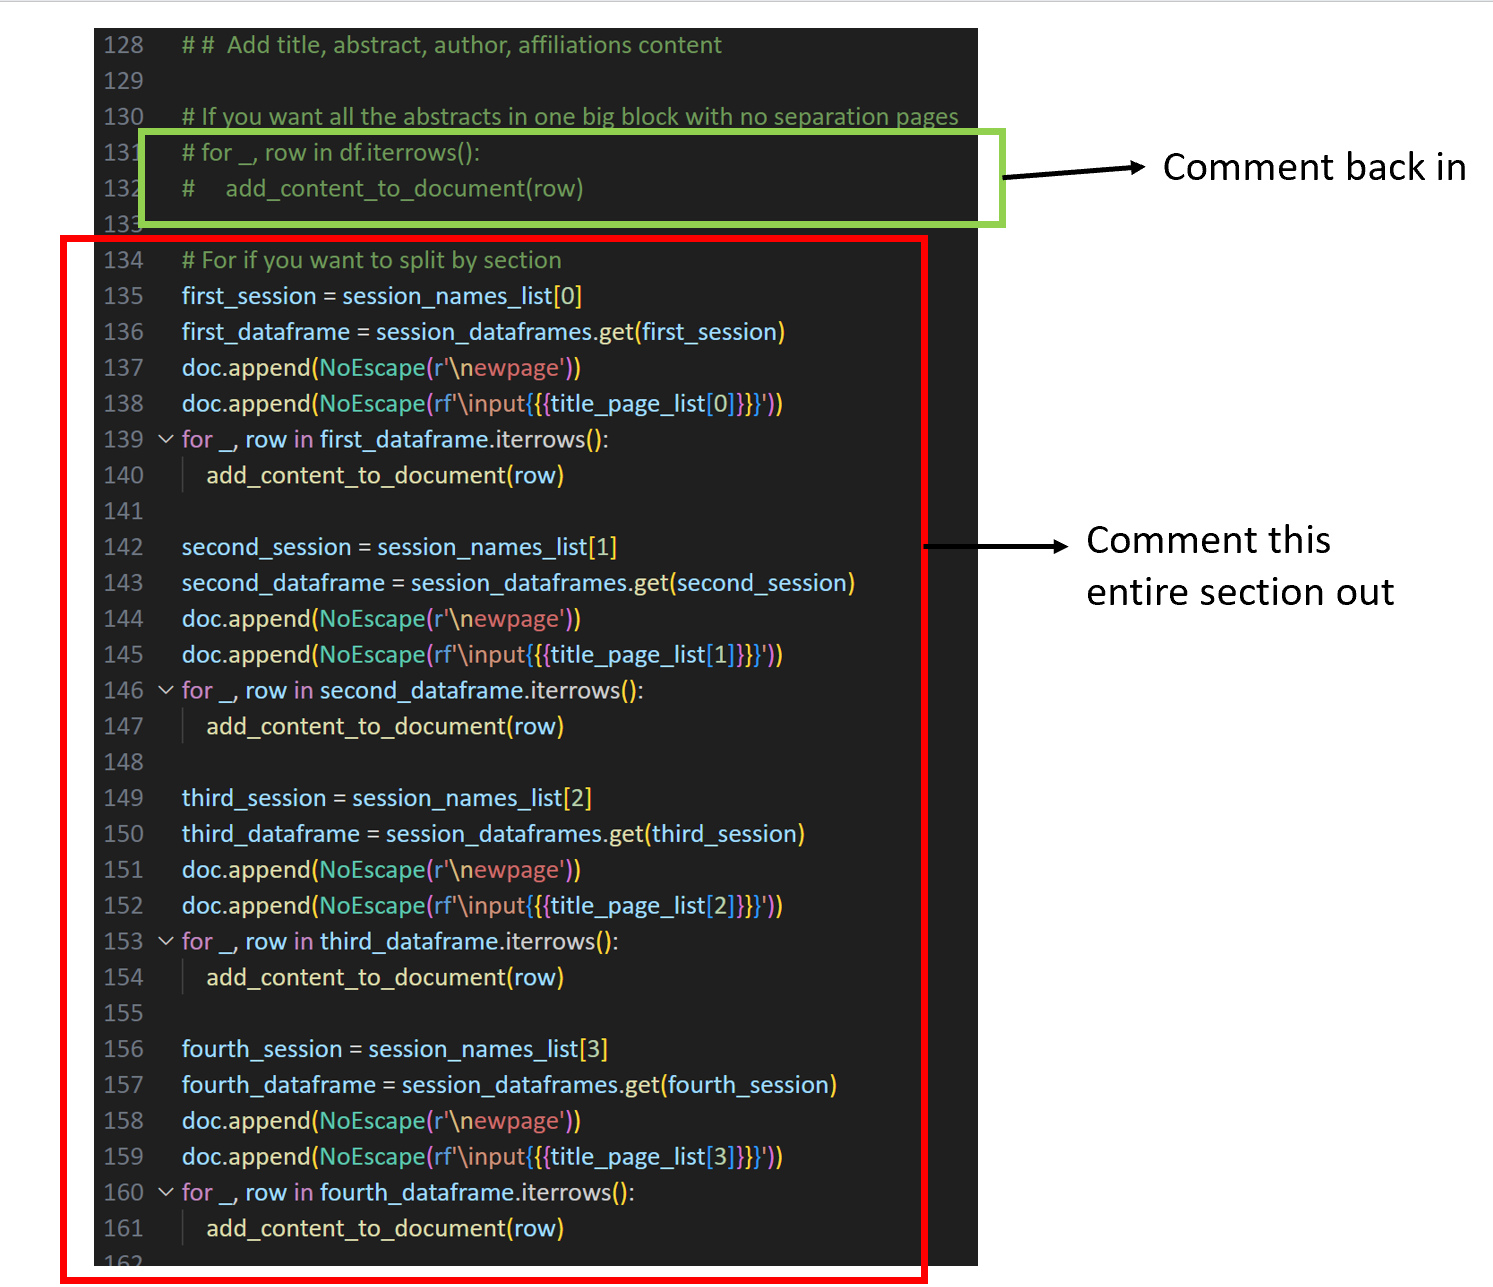 128 # #  Add title, abstract, author, affiliations content
129
130 # If you want all the abstracts in one big block with no separation pages
131 # for _, row in df.iterrows():
132 #     add_content_to_document(row)
133
Comment back in
134 # For if you want to split by section
135 first_session = session_names_list[0]
136 first_dataframe = session_dataframes.get(first_session)
137 doc.append(NoEscape(r'\newpage'))
138 doc.append(NoEscape(rf'\input{{{title_page_list[0]}}}'))
139 for _, row in first_dataframe.iterrows():
140     add_content_to_document(row)
141
142 second_session = session_names_list[1]
143 second_dataframe = session_dataframes.get(second_session)
144 doc.append(NoEscape(r'\newpage'))
145 doc.append(NoEscape(rf'\input{{{title_page_list[1]}}}'))
146 for _, row in second_dataframe.iterrows():
147     add_content_to_document(row)
148
149 third_session = session_names_list[2]
150 third_dataframe = session_dataframes.get(third_session)
151 doc.append(NoEscape(r'\newpage'))
152 doc.append(NoEscape(rf'\input{{{title_page_list[2]}}}'))
153 for _, row in third_dataframe.iterrows():
154     add_content_to_document(row)
155
156 fourth_session = session_names_list[3]
157 fourth_dataframe = session_dataframes.get(fourth_session)
158 doc.append(NoEscape(r'\newpage'))
159 doc.append(NoEscape(rf'\input{{{title_page_list[3]}}}'))
160 for _, row in fourth_dataframe.iterrows():
161     add_content_to_document(row)
162
Comment this
entire section out